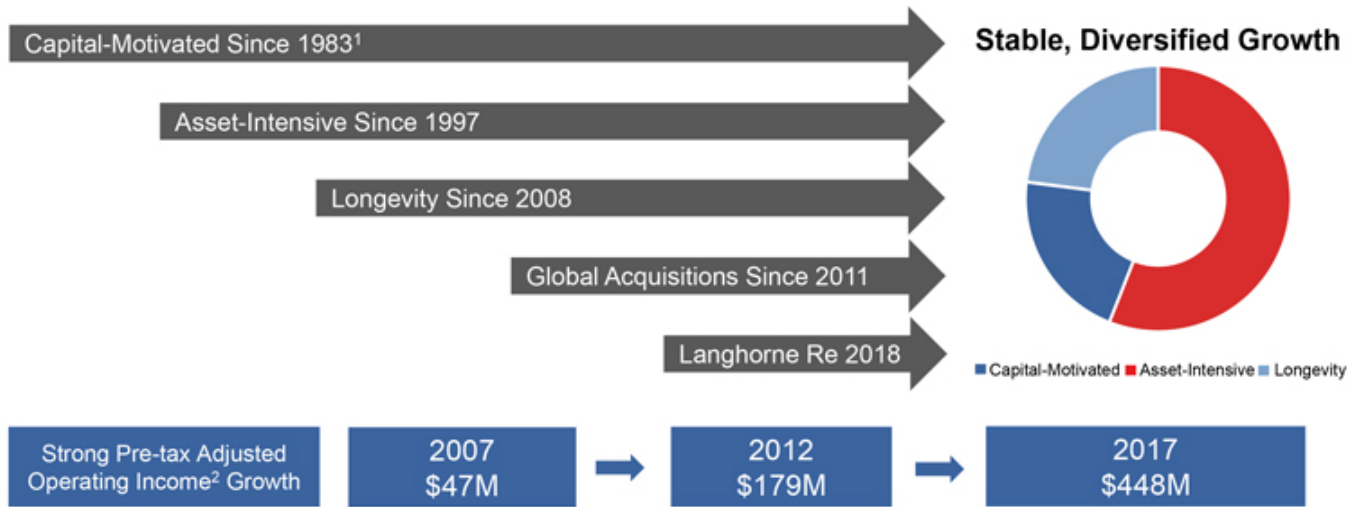 Capital-Motivated Since 1983¹
Stable, Diversified Growth
Asset-Intensive Since 1997
Longevity Since 2008
Global Acquisitions Since 2011
Langhorne Re 2018
Capital-Motivated Asset-Intensive Longevity
Strong Pre-tax Adjusted
Operating Income² Growth
2007
$47M
2012
$179M
2017
$448M